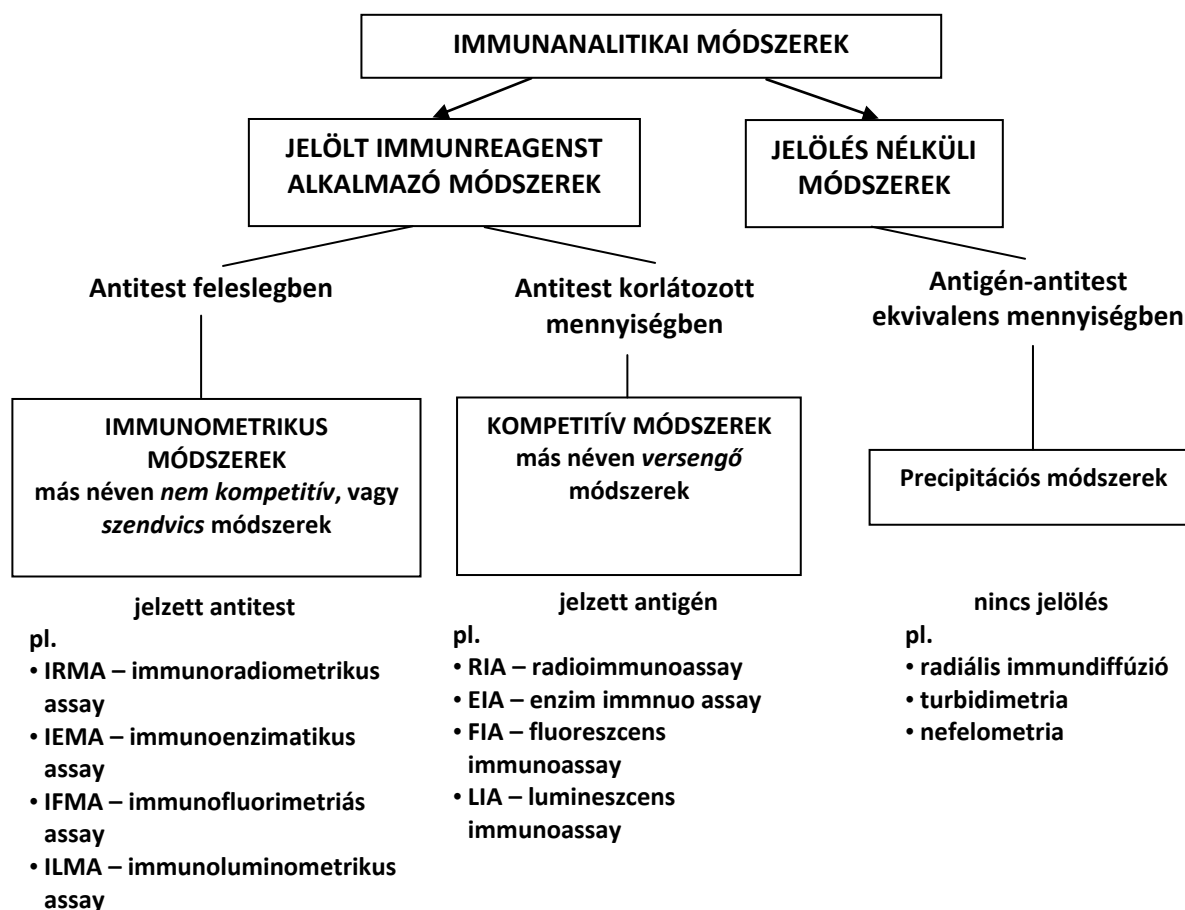 IMMUNANALITIKAI MÓDSZEREK
JELÖLT IMMUNREAGENST
ALKALMAZÓ MÓDSZEREK
JELÖLÉS NÉLKÜLI
MÓDSZEREK
Antitest feleslegben
Antitest korlátozott
mennyiségben
Antigén-antitest
ekvivalens mennyiségben
IMMUNOMETRIKUS
MÓDSZEREK
más néven nem kompetitív, vagy
szendvics módszerek
KOMPETITÍV MÓDSZEREK
más néven versengő
módszerek
Precipitációs módszerek
jelzett antitest
pl.
• IRMA – immunoradiometrikus
assay
• IEMA – immunoenzimatikus
assay
• IFMA – immunofluorimetriás
assay
• ILMA – immunoluminometrikus
assay
jelzett antigén
pl.
• RIA – radioimmunoassay
• EIA – enzim immnuo assay
• FIA – fluoreszcens
immunoassay
• LIA – lumineszcens
immunoassay
nincs jelölés
pl.
• radiális immundiffúzió
• turbidimetria
• nefelometria